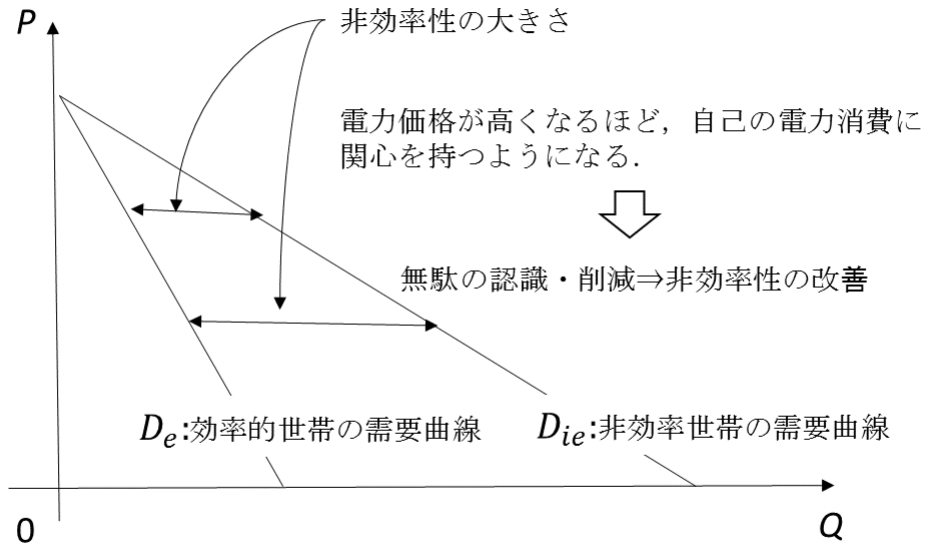 P
非効率性の大きさ
電力価格が高くなるほど，自己の電力消費に
関心を持つようになる．
無駄の認識・削減⇒非効率性の改善
D_e:効率的世帯の需要曲線
D_ie:非効率世帯の需要曲線
0
Q